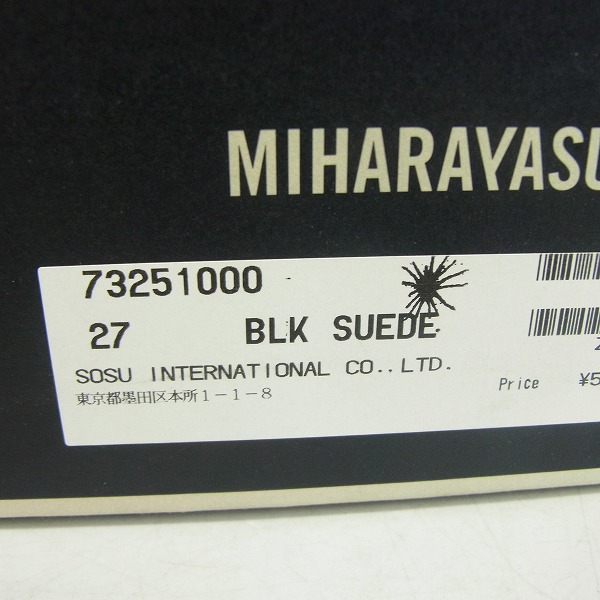 MIHARAYASU
73251000
27 BLK SUEDE
SOSU INTERNATIONAL CO., LTD.
東京都墨田区本所1-1-8
Price ¥5